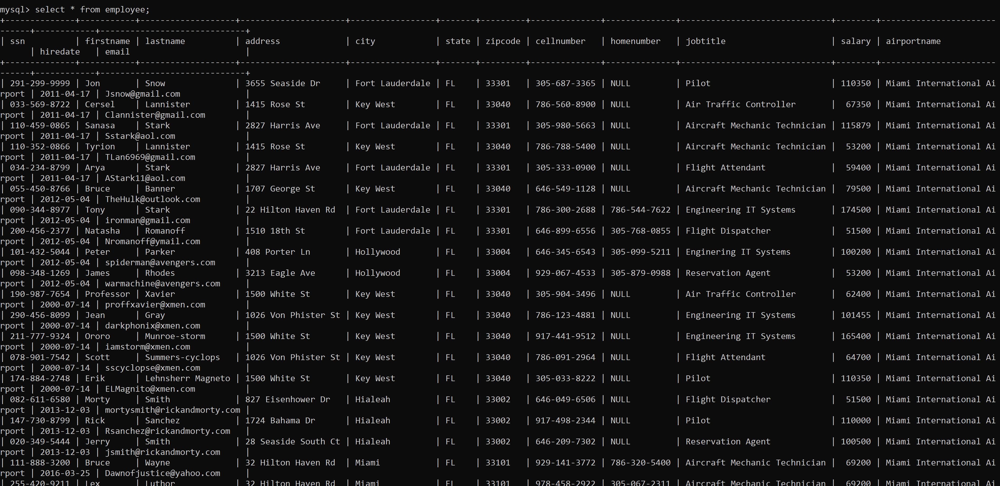 mysql> select * from employee;
+--------------+-----------+-------------------+---------------------+-----------------+-------+---------+--------------+--------------+------------------------------+--------+-----------------------
------+------------+-----------------------------+
| ssn          | firstname | lastname          | address             | city            | state | zipcode | cellnumber   | homenumber   | jobtitle                     | salary | airportname
      | hiredate   | email                       |
+--------------+-----------+-------------------+---------------------+-----------------+-------+---------+--------------+--------------+------------------------------+--------+-----------------------
------+------------+-----------------------------+
| 291-299-9999 | Jon       | Snow              | 3655 Seaside Dr     | Fort Lauderdale | FL    | 33301   | 305-687-3365 | NULL         | Pilot                        | 110350 | Miami International Ai
rport | 2011-04-17 | Jsnow@gmail.com             |
| 033-569-8722 | Cersel    | Lannister         | 1415 Rose St        | Key West        | FL    | 33040   | 786-560-8900 | NULL         | Air Traffic Controller       |  67350 | Miami International Ai
rport | 2011-04-17 | Clannister@gmail.com        |
| 110-459-0865 | Sanasa    | Stark             | 2827 Harris Ave     | Fort Lauderdale | FL    | 33301   | 305-980-5663 | NULL         | Aircraft Mechanic Technician | 115879 | Miami International Ai
rport | 2011-04-17 | Sstark@aol.com              |
| 110-352-0866 | Tyrion    | Lannister         | 1415 Rose St        | Key West        | FL    | 33040   | 786-788-5400 | NULL         | Aircraft Mechanic Technician |  53200 | Miami International Ai
rport | 2011-04-17 | TLan6969@gmail.com          |
| 034-234-8799 | Arya      | Stark             | 2827 Harris Ave     | Fort Lauderdale | FL    | 33301   | 305-333-0900 | NULL         | Flight Attendant             |  59400 | Miami International Ai
rport | 2011-04-17 | AStark11@aol.com            |
| 055-450-8766 | Bruce     | Banner            | 1707 George St      | Key West        | FL    | 33040   | 646-549-1128 | NULL         | Aircraft Mechanic Technician |  79500 | Miami International Ai
rport | 2012-05-04 | TheHulk@outlook.com         |
| 090-344-8977 | Tony      | Stark             | 22 Hilton Haven Rd  | Fort Lauderdale | FL    | 33301   | 786-300-2688 | 786-544-7622 | Engineering IT Systems       | 174500 | Miami International Ai
rport | 2012-05-04 | ironman@gmail.com           |
| 200-456-2377 | Natasha   | Romanoff          | 1510 18th St        | Fort Lauderdale | FL    | 33301   | 646-899-6556 | 305-768-0855 | Flight Dispatcher            |  51500 | Miami International Ai
rport | 2012-05-04 | Nromanoff@ymail.com         |
| 101-432-5044 | Peter     | Parker            | 408 Porter Ln       | Hollywood       | FL    | 33004   | 646-345-6543 | 305-099-5211 | Enginering IT Systems        | 100200 | Miami International Ai
rport | 2012-05-04 | spiderman@avengers.com      |
| 098-348-1269 | James     | Rhodes            | 3213 Eagle Ave      | Hollywood       | FL    | 33004   | 929-067-4533 | 305-879-0988 | Reservation Agent            |  53200 | Miami International Ai
rport | 2012-05-04 | warmachine@avengers.com     |
| 190-987-7654 | Professor | Xavier            | 1500 White St       | Key West        | FL    | 33040   | 305-904-3496 | NULL         | Air Traffic Controller       |  62400 | Miami International Ai
rport | 2000-07-14 | proffxavier@xmen.com        |
| 290-456-8099 | Jean      | Gray              | 1026 Von Phister St | Key West        | FL    | 33040   | 786-123-4881 | NULL         | Engineering IT Systems       | 101455 | Miami International Ai
rport | 2000-07-14 | darkphonix@xmen.com         |
| 211-777-9324 | Ororo     | Munroe-storm      | 1500 White St       | Key West        | FL    | 33040   | 917-441-9512 | NULL         | Engineering IT Systems       | 165400 | Miami International Ai
rport | 2000-07-14 | iamstorm@xmen.com           |
| 078-901-7542 | Scott     | Summers-cyclops   | 1026 Von Phister St | Key West        | FL    | 33040   | 786-091-2964 | NULL         | Flight Attendant             |  64700 | Miami International Ai
rport | 2000-07-14 | sscyclopse@xmen.com         |
| 174-884-2748 | Erik      | Lehnsherr Magneto | 1500 White St       | Key West        | FL    | 33040   | 305-033-8222 | NULL         | Pilot                        | 110350 | Miami International Ai
rport | 2000-07-14 | ELMagnito@xmen.com          |
| 082-611-6580 | Morty     | Smith             | 827 Eisenhower Dr   | Hialeah         | FL    | 33002   | 646-049-6506 | NULL         | Flight Dispatcher            |  51500 | Miami International Ai
rport | 2013-12-03 | mortysmith@rickandmorty.com |
| 147-730-8799 | Rick      | Sanchez           | 1724 Bahama Dr      | Hialeah         | FL    | 33002   | 917-498-2344 | NULL         | Pilot                        | 110000 | Miami International Ai
rport | 2013-12-03 | Rsanchez@rickandmorty.com   |
| 020-349-5444 | Jerry     | Smith             | 28 Seaside South Ct | Hialeah         | FL    | 33002   | 646-209-7302 | NULL         | Reservation Agent            | 100500 | Miami International Ai
rport | 2013-12-03 | jsmith@rickandmorty.com     |
| 111-888-3200 | Bruce     | Wayne             | 32 Hilton Haven Rd  | Miami           | FL    | 33101   | 929-141-3772 | 786-320-5400 | Aircraft Mechanic Technician |  69200 | Miami International Ai
rport | 2016-03-25 | Dawnofjustice@yahoo.com     |
| 255-420-9211 | Lex       | Luthor            | 32 Hilton Haven Rd  | Miami           | FL    | 33101   | 978-458-2922 | 305-067-2311 | Aircraft Mechanic Technician |  69200 | Miami International Ai